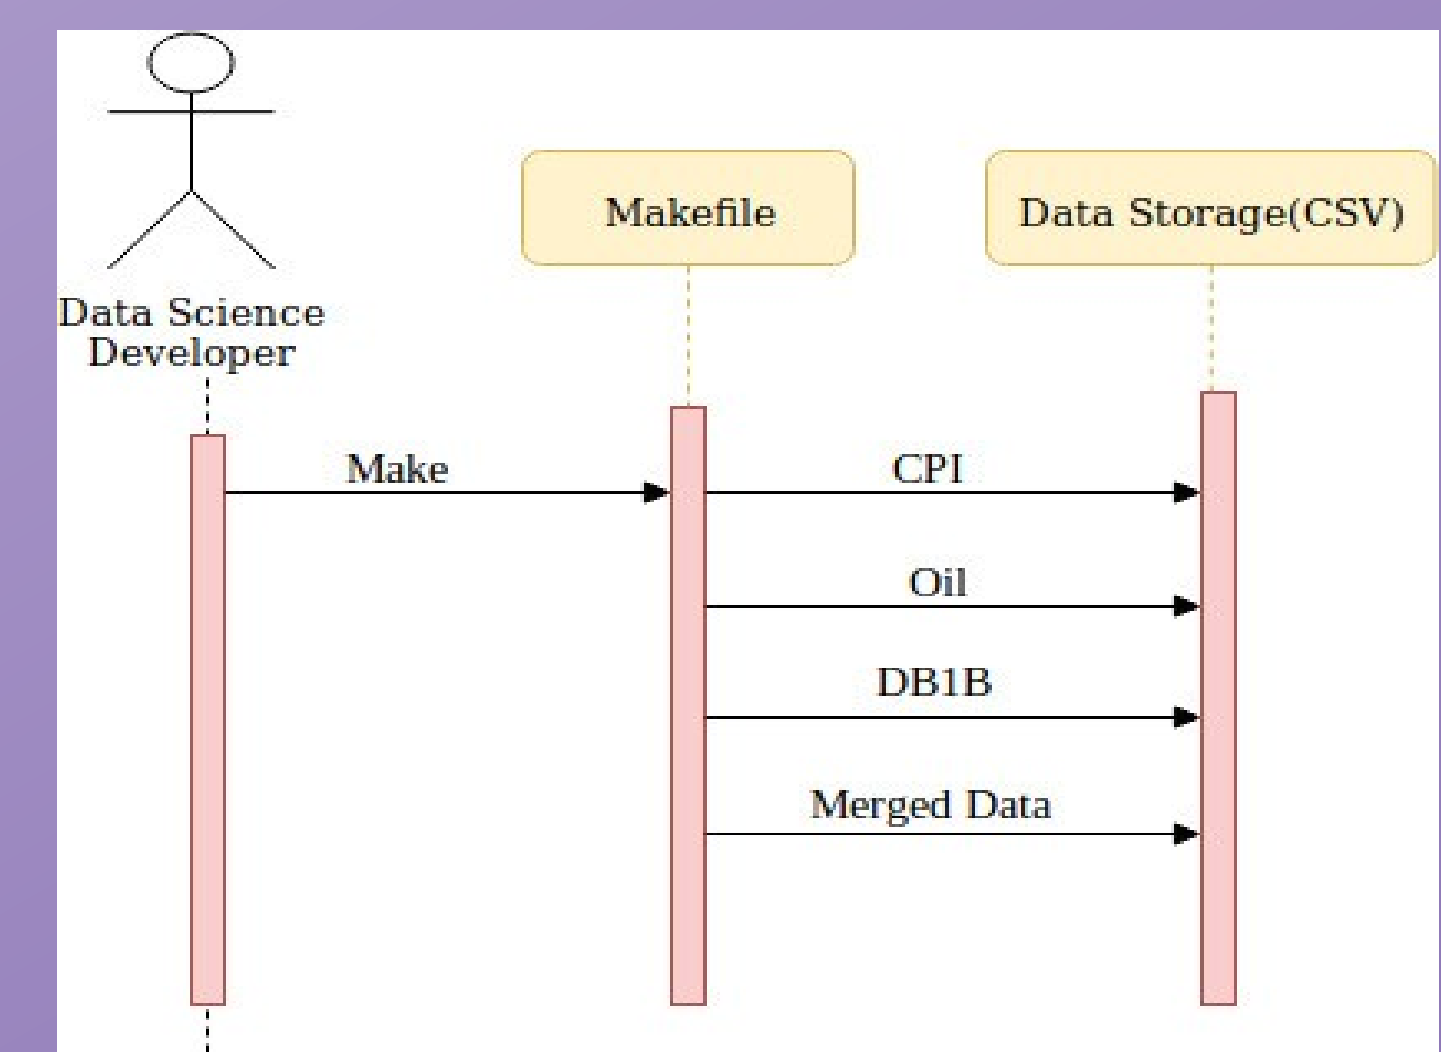 Makefile
Data Storage(CSV)
Data Science
Developer
Make
CPI
Oil
DB1B
Merged Data